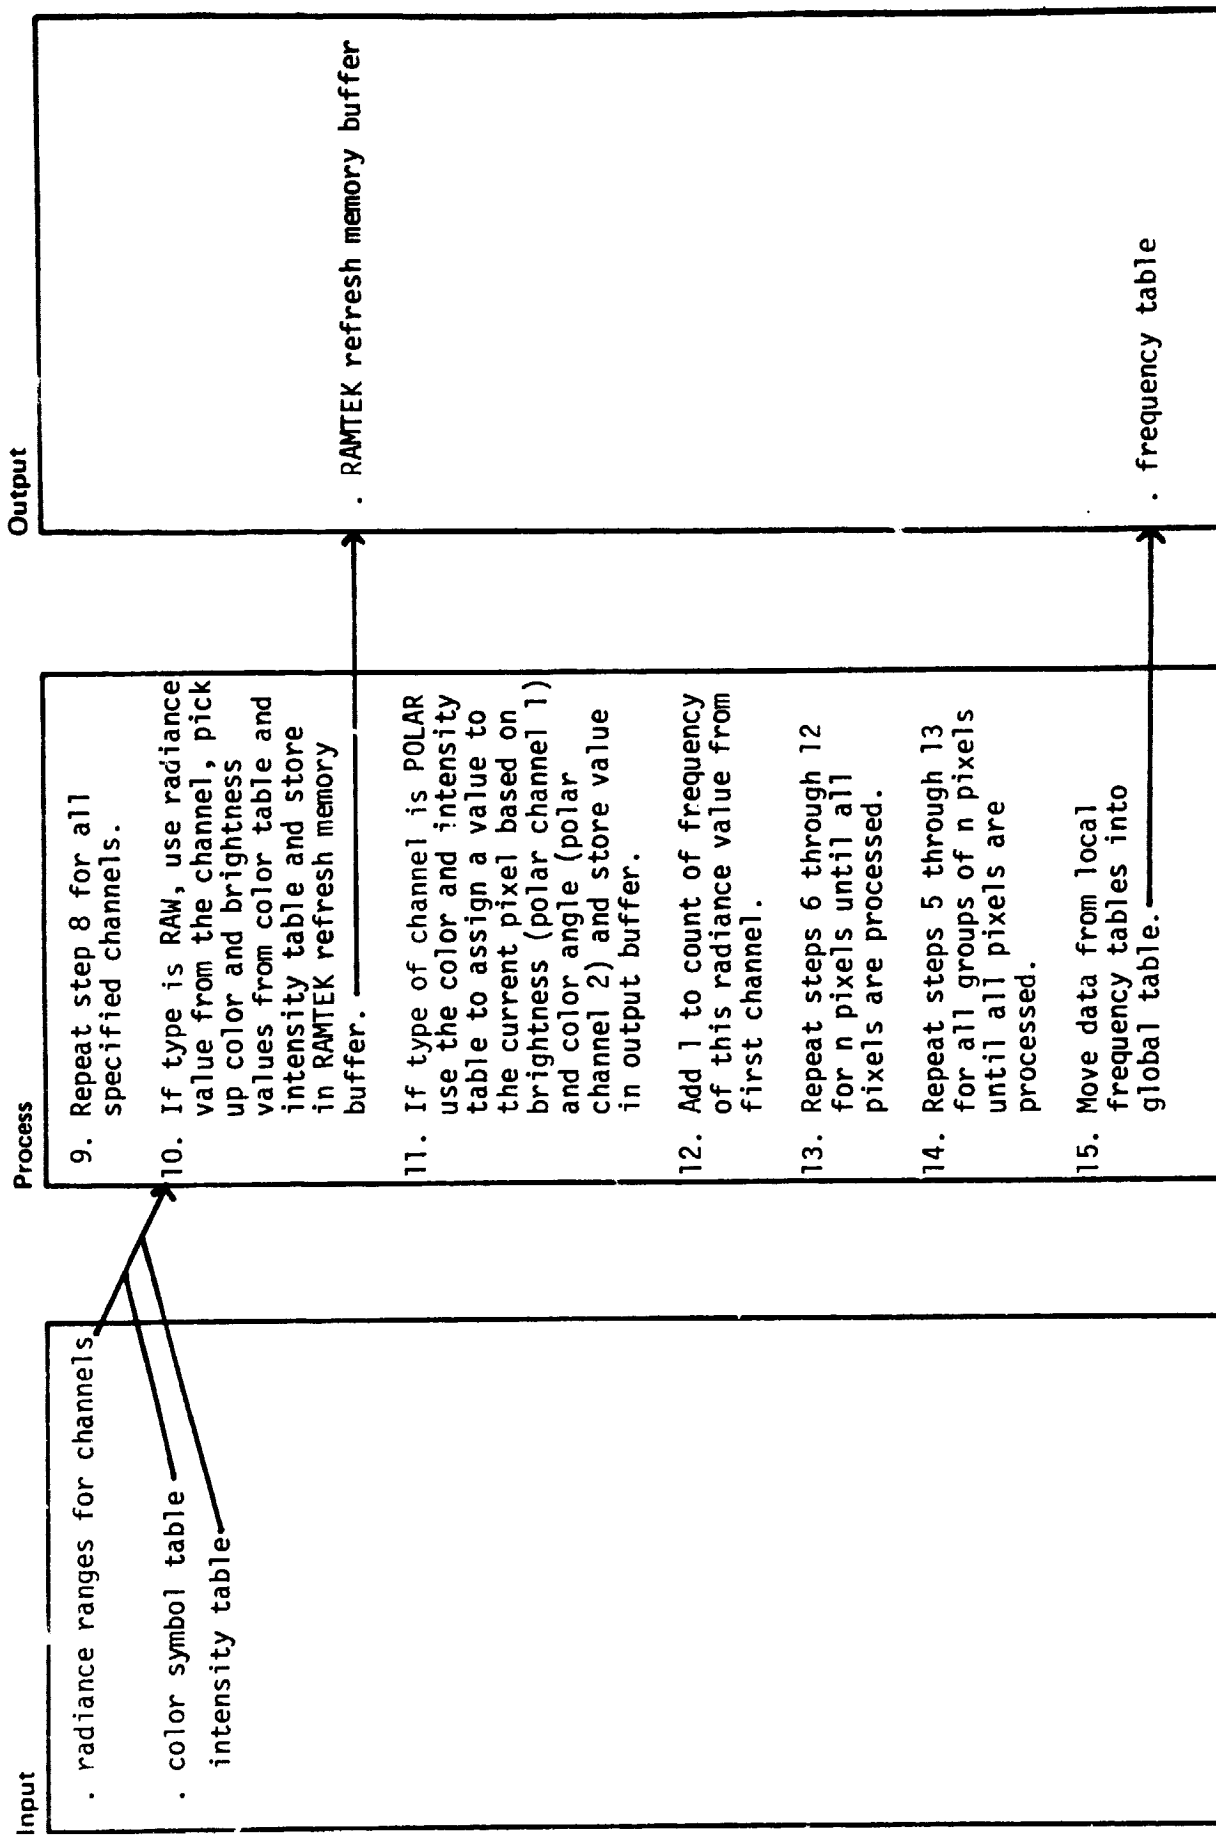 Input
. radiance ranges for channels
. color symbol table
intensity table
Process
9. Repeat step 8 for all
specified channels.
10. If type is RAW, use radiance
value from the channel, pick
up color and brightness
values from color table and
intensity table and store
in RAMTEK refresh memory
buffer.
11. If type of channel is POLAR
use the color and intensity
table to assign a value to
the current pixel based on
brightness (polar channel 1)
and color angle (polar
channel 2) and store value
in output buffer.
12. Add 1 to count of frequency
of this radiance value from
first channel.
13. Repeat steps 6 through 12
for n pixels until all
pixels are processed.
14. Repeat steps 5 through 13
for all groups of n pixels
until all pixels are
processed.
15. Move data from local
frequency tables into
global table.
Output
. RAMTEK refresh memory buffer
. frequency table